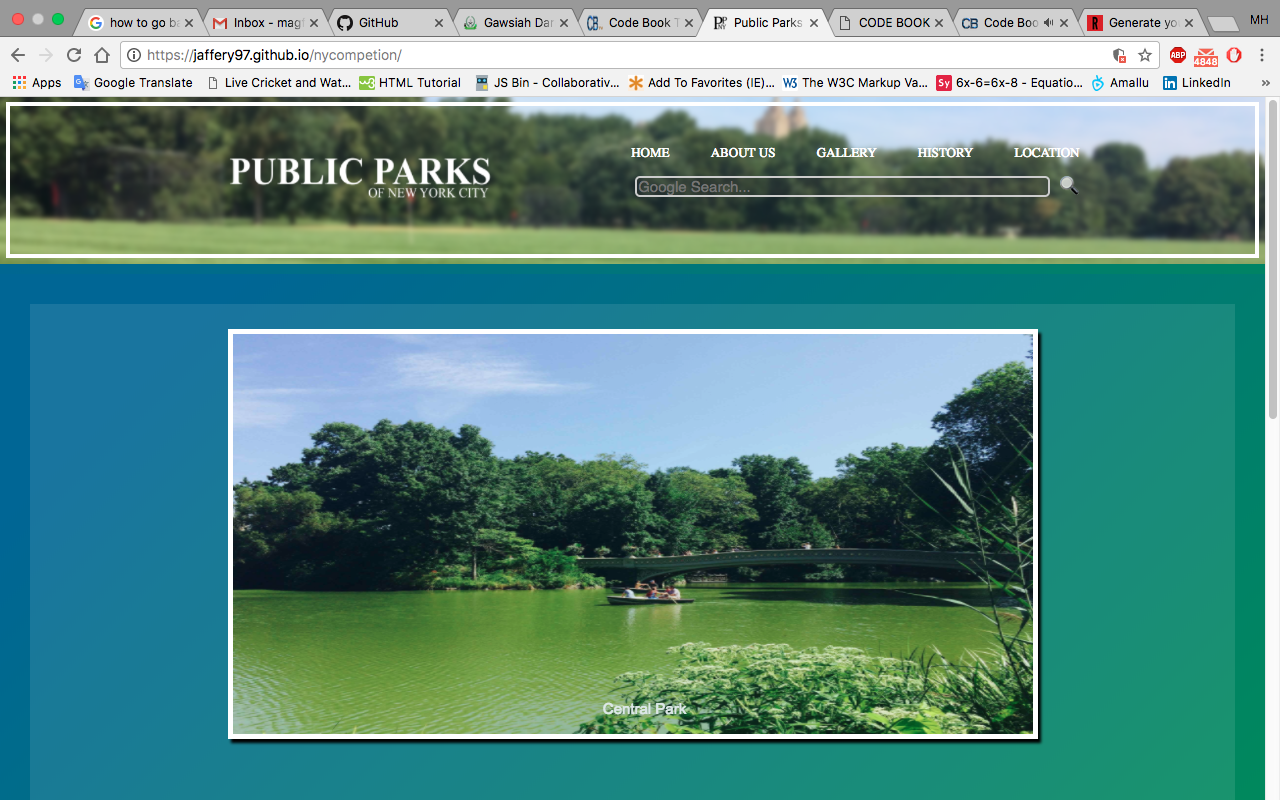 how to go ba
Inbox - mag
GitHub
Gawsiah Dar
Code Book T
Public Parks
CODE BOOK
Code Boo
Generate yo
MH
https://jaffery97.github.io/nycompetion/
ABP
4848
Apps
Google Translate
Live Cricket and Wat...
HTML Tutorial
JS Bin - Collaborativ...
Add To Favorites (IE)...
The W3C Markup Va...
Sy
6x-6=6x-8 - Equatio...
Amallu
LinkedIn
»
HOME ABOUT US GALLERY HISTORY LOCATION
PUBLIC PARKS
OF NEW YORK CITY
Google Search...
Central Park